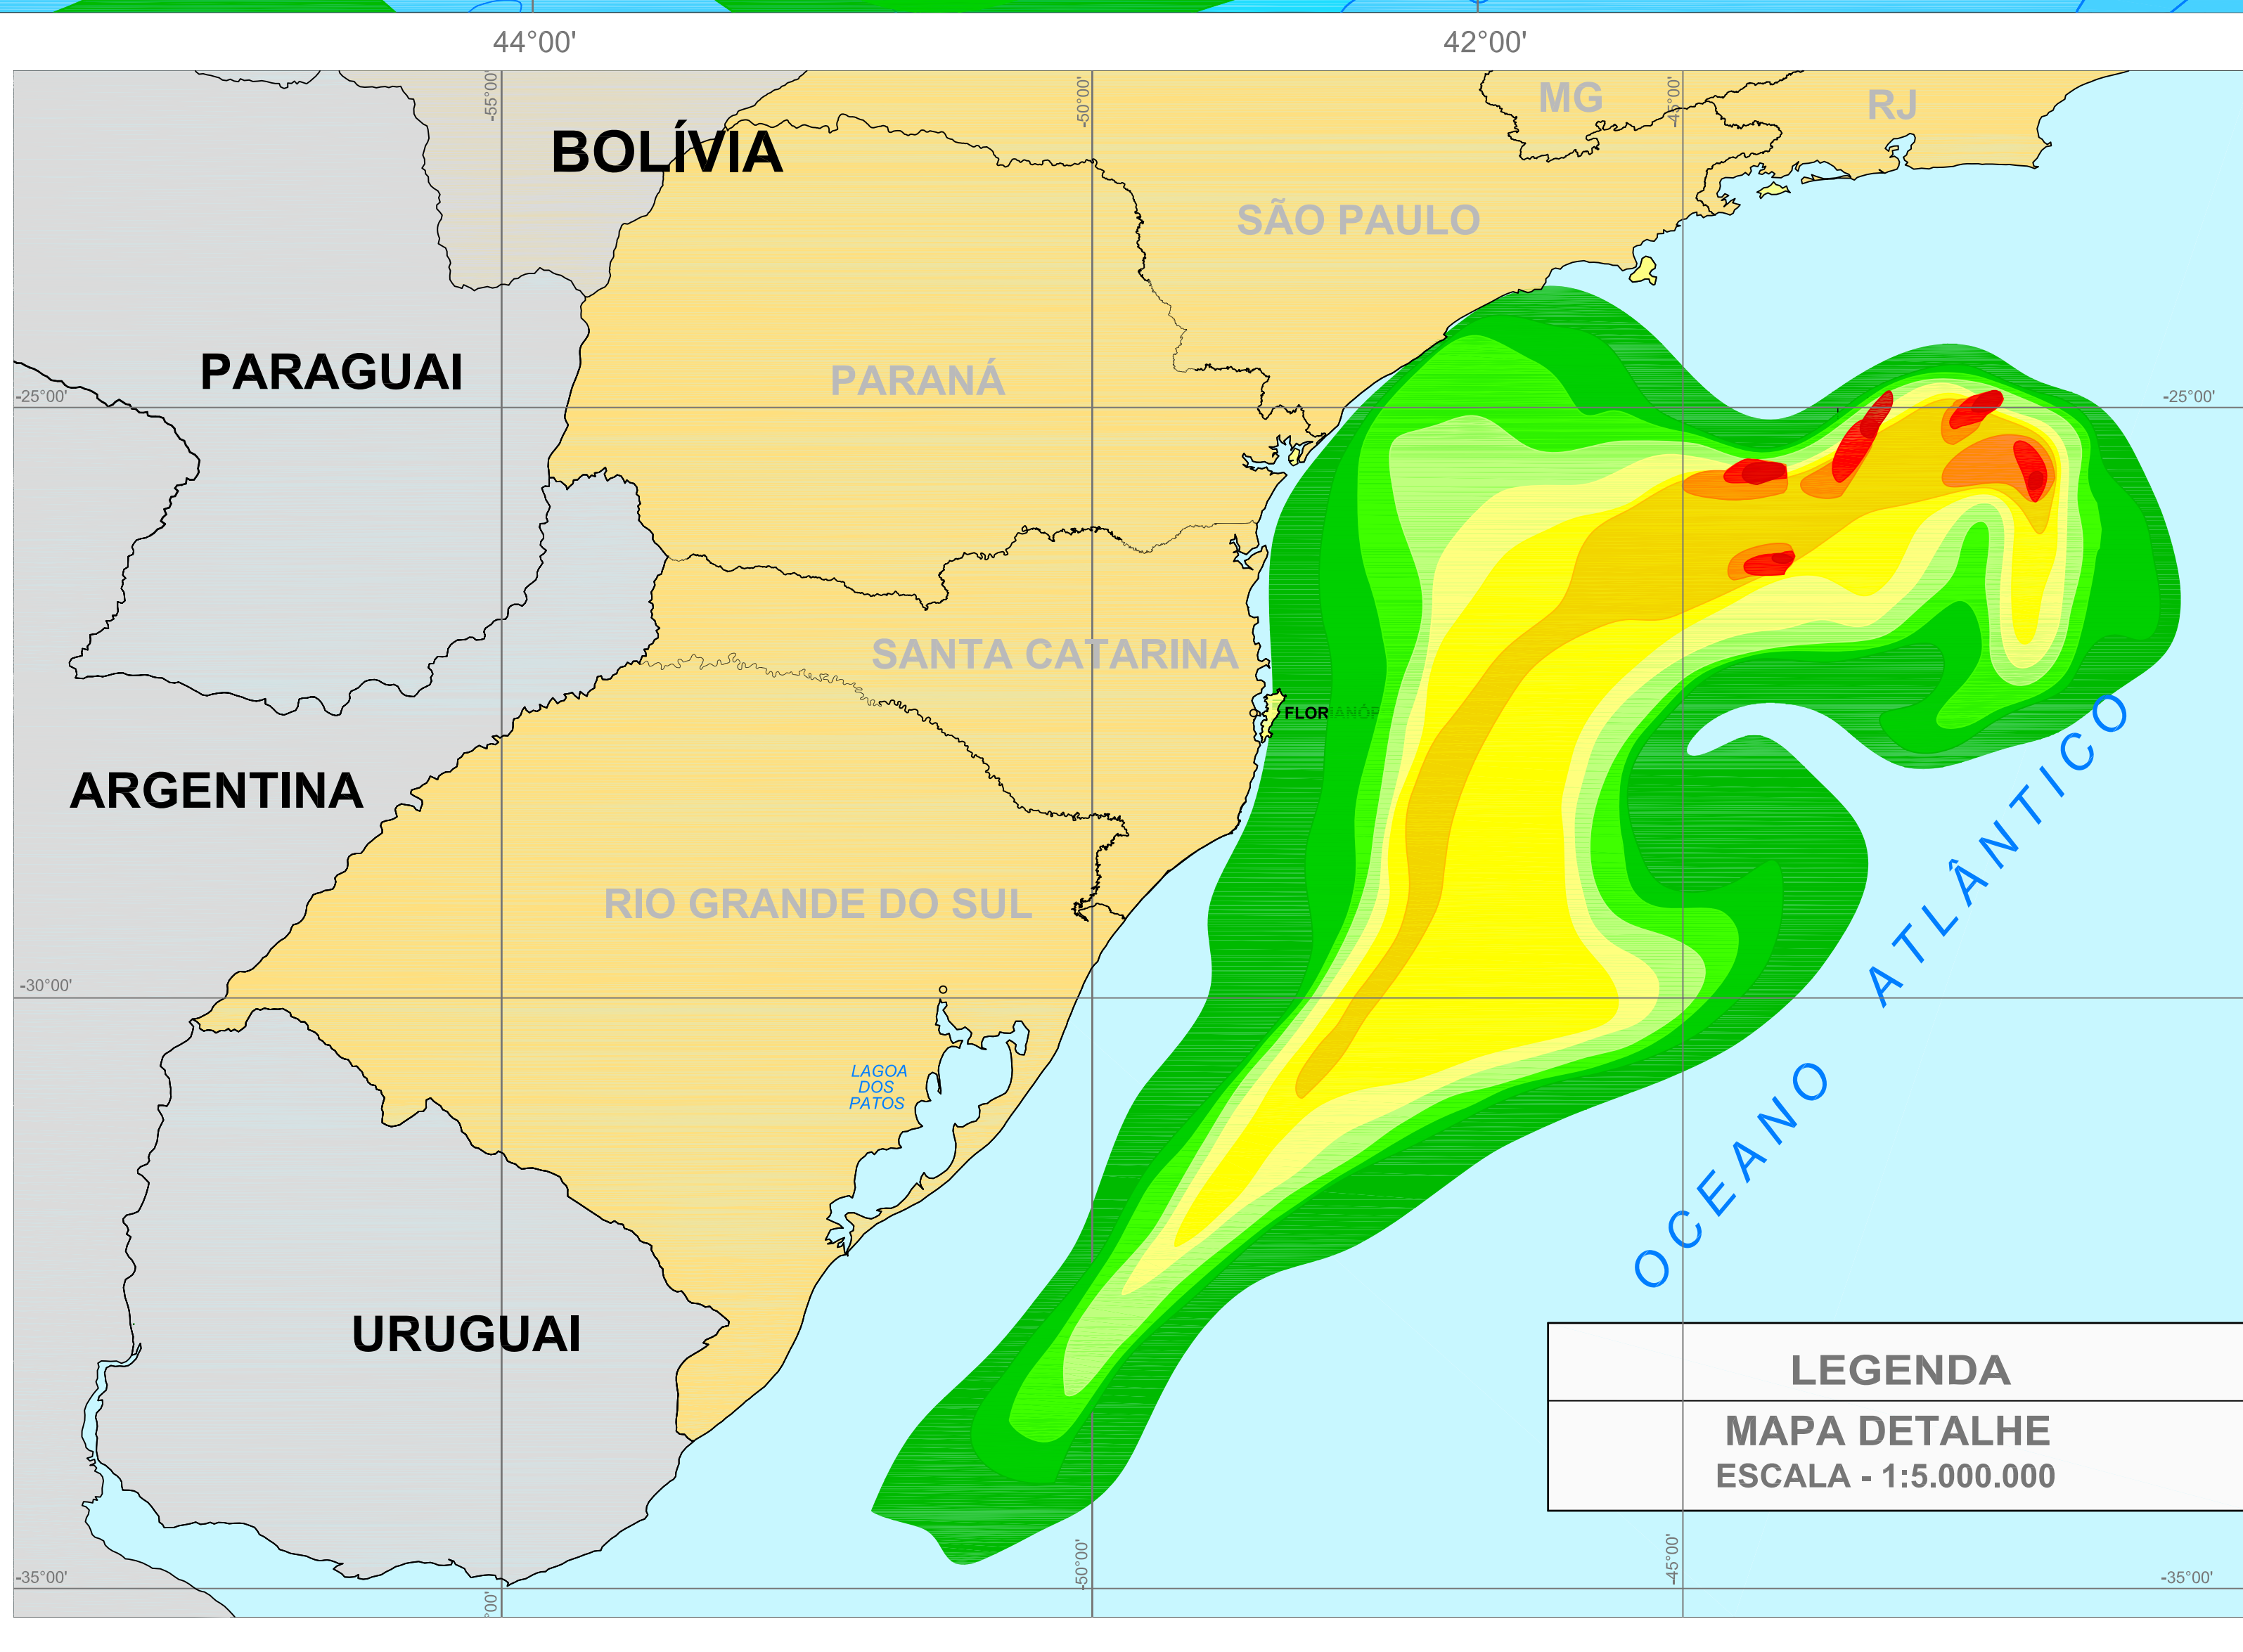 44°00' 42°00'
-55°00' -50°00' -45°00'
MG RJ
BOLÍVIA
SÃO PAULO
PARAGUAI
PARANÁ
-25°00' -25°00'
SANTA CATARINA
FLORIANÓP
ARGENTINA
RIO GRANDE DO SUL
-30°00'
LAGOA
DOS
PATOS
OCEANO ATLÂNTICO
URUGUAI
LEGENDA
MAPA DETALHE
ESCALA - 1:5.000.000
-35°00' -35°00'
00' -50°00' -45°00'